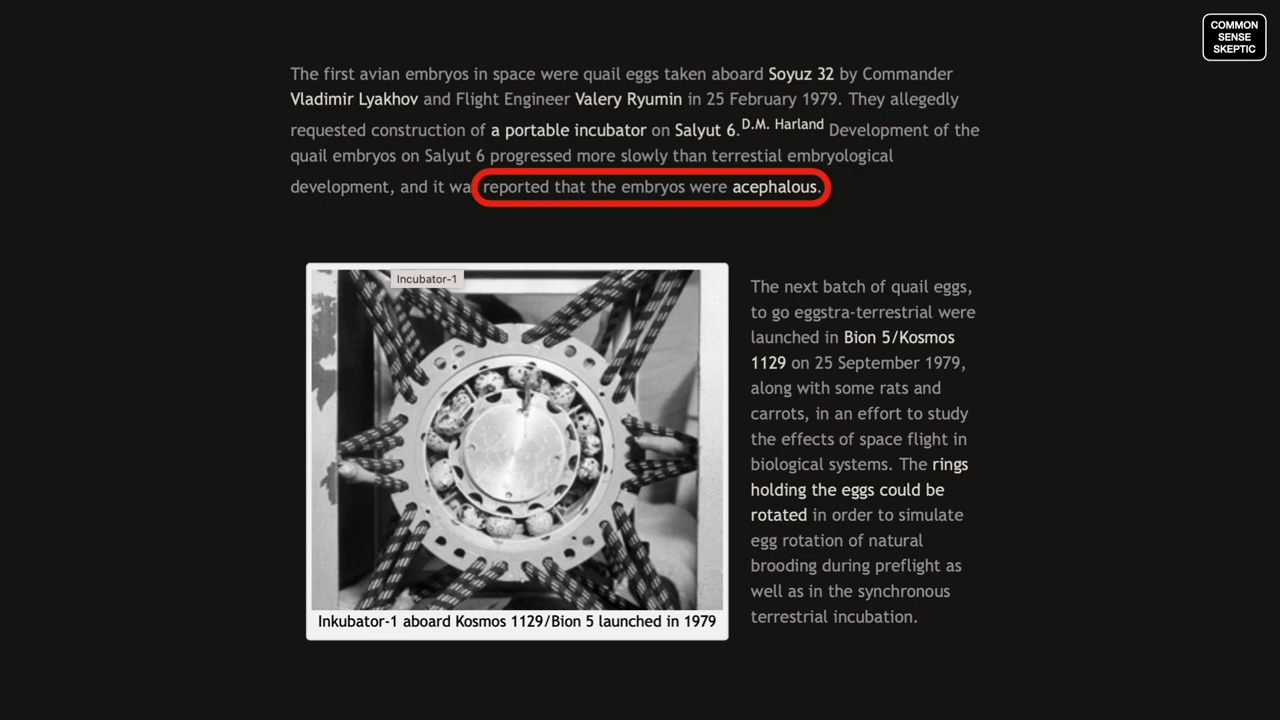 COMMON
SENSE
SKEPTIC
The first avian embryos in space were quail eggs taken aboard Soyuz 32 by Commander
Vladimir Lyakhov and Flight Engineer Valery Ryumin in 25 February 1979. They allegedly
requested construction of a portable incubator on Salyut 6.D.M. Harland Development of the
quail embryos on Salyut 6 progressed more slowly than terrestial embryological
development, and it wa reported that the embryos were acephalous.
Incubator-1
Inkubator-1 aboard Kosmos 1129/Bion 5 launched in 1979
The next batch of quail eggs,
to go eggstra-terrestrial were
launched in Bion 5/Kosmos
1129 on 25 September 1979,
along with some rats and
carrots, in an effort to study
the effects of space flight in
biological systems. The rings
holding the eggs could be
rotated in order to simulate
egg rotation of natural
brooding during preflight as
well as in the synchronous
terrestrial incubation.